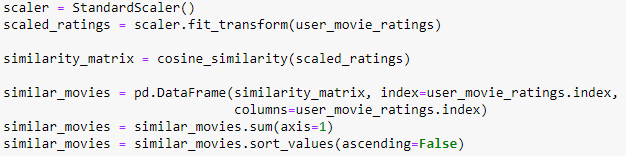 scaler = StandardScaler()
scaled_ratings = scaler.fit_transform(user_movie_ratings)
similarity_matrix = cosine_similarity(scaled_ratings)
similar_movies = pd.DataFrame(similarity_matrix, index=user_movie_ratings.index,
columns=user_movie_ratings.index)
similar_movies = similar_movies.sum(axis=1)
similar_movies = similar_movies.sort_values(ascending=False)